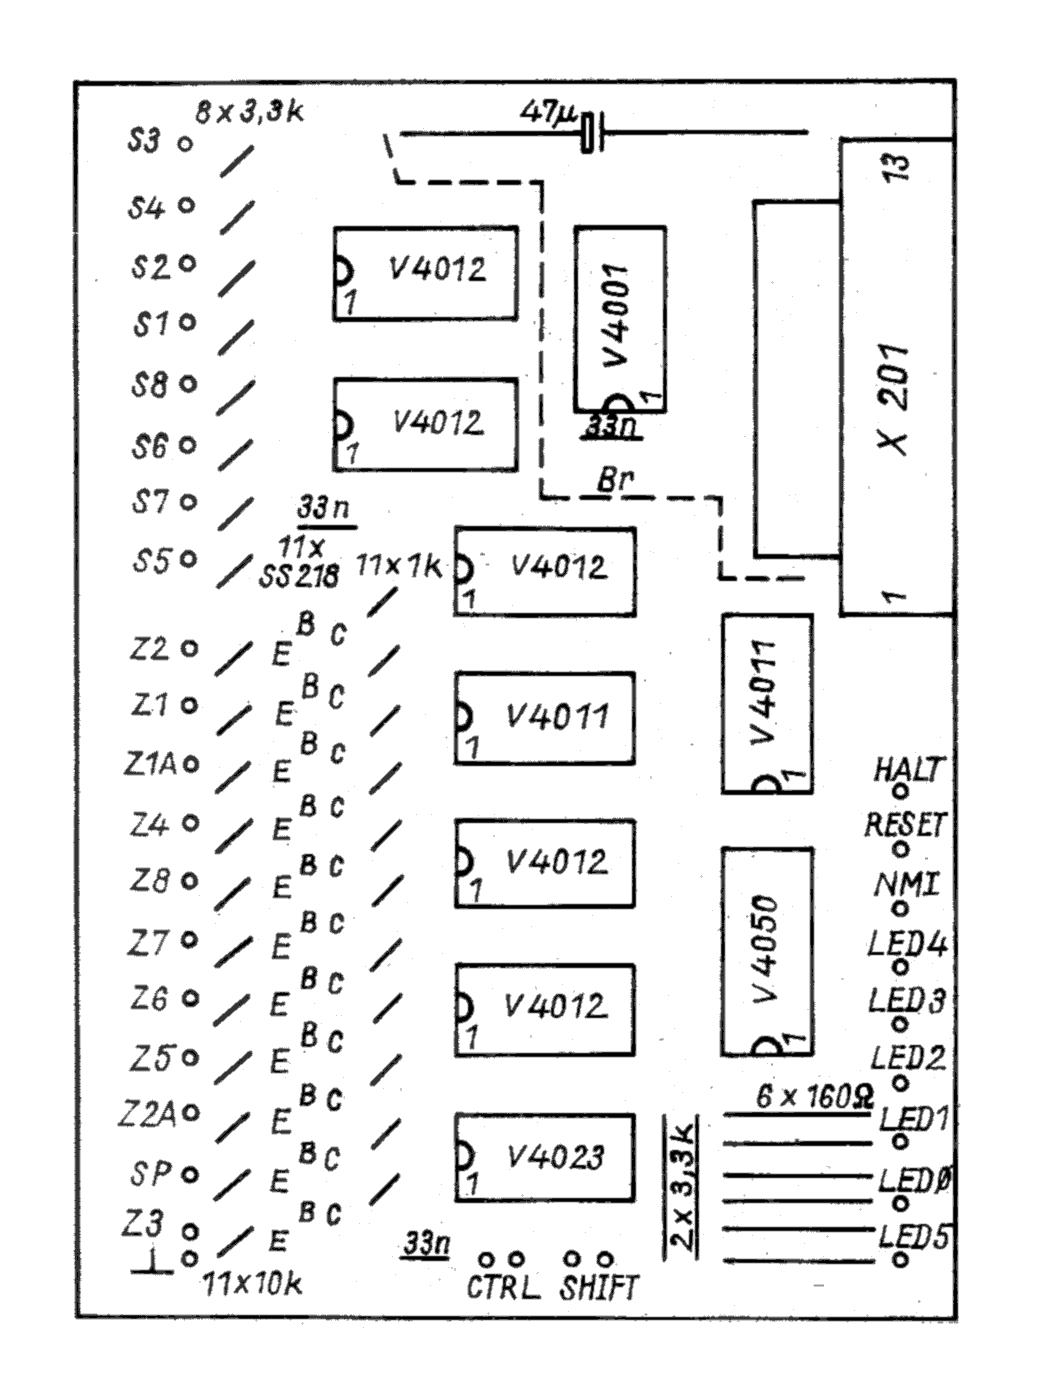 8 x 3,3k
47µ
S3
13
S4
S2
V4012
1
V4001
1
S1
S8
X 201
S6
V4012
1
33n
Br
S7
33n
S5
11x
SS218
11 x 1k
V4012
1
1
B C
Z2
E
B C
Z1
E
V4011
1
V4011
1
B C
Z1A
E
HALT
B C
Z4
E
RESET
B C
Z8
E
V4012
1
NMI
B C
Z7
E
V4050
1
LED4
B C
Z6
E
V4012
1
LED3
B C
Z5
E
LED2
B C
Z2A
E
6 x 160Ω
LED1
B C
SP
E
V4023
1
2 x 3,3k
LED0
B C
Z3
E
33n
LED5
11x10k
CTRL SHIFT